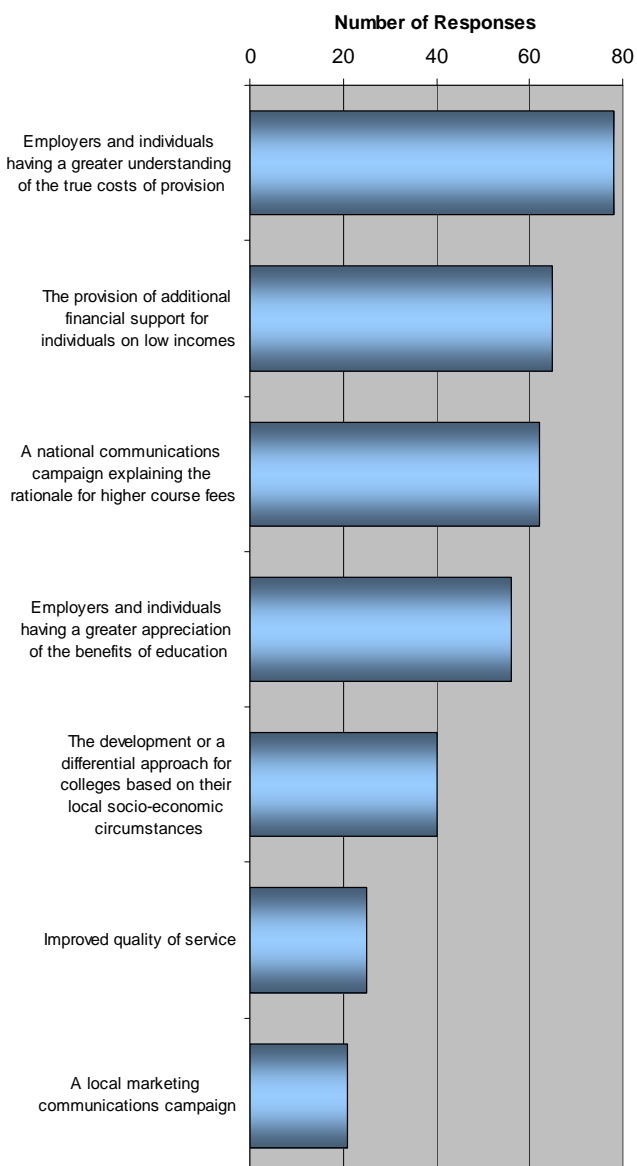 Number of Responses
0 20 40 60 80
Employers and individuals
having a greater understanding
of the true costs of provision
The provision of additional
financial support for
individuals on low incomes
A national communications
campaign explaining the
rationale for higher course fees
Employers and individuals
having a greater appreciation
of the benefits of education
The development or a
differential approach for
colleges based on their
local socio-economic
circumstances
Improved quality of service
A local marketing
communications campaign